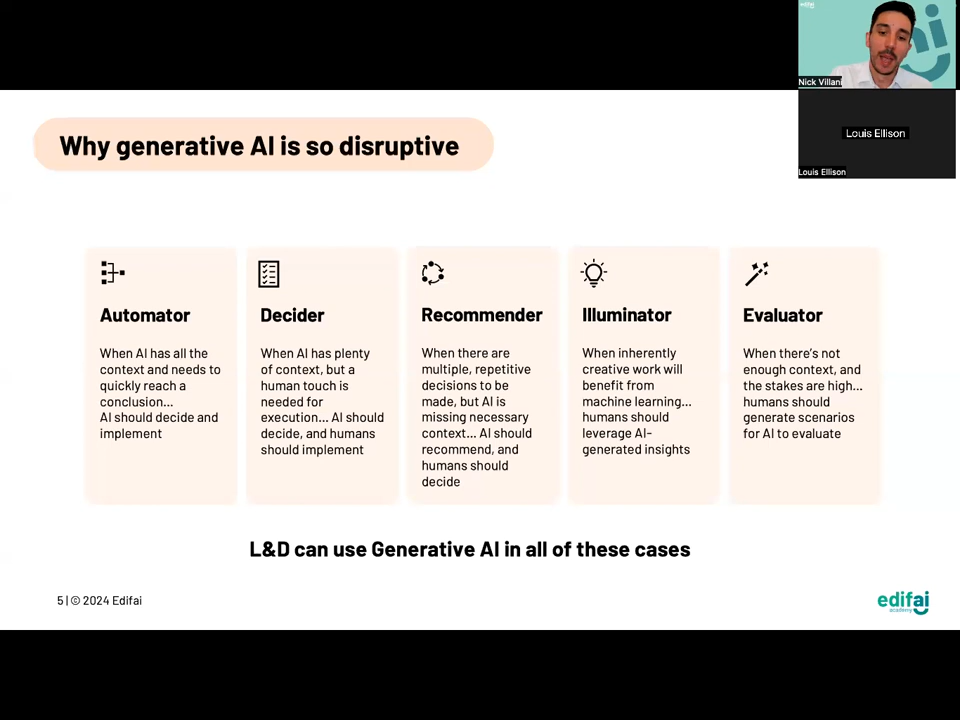 edifai
Nick Villani
Louis Ellison
Louis Ellison
Why generative AI is so disruptive
Automator
When AI has all the
context and needs to
quickly reach a
conclusion...
AI should decide and
implement
Decider
When AI has plenty
of context, but a
human touch is
needed for
execution... AI should
decide, and humans
should implement
Recommender
When there are
multiple, repetitive
decisions to be
made, but AI is
missing necessary
context... AI should
recommend, and
humans should
decide
Illuminator
When inherently
creative work will
benefit from
machine learning...
humans should
leverage AI-
generated insights
Evaluator
When there's not
enough context, and
the stakes are high...
humans should
generate scenarios
for AI to evaluate
L&D can use Generative AI in all of these cases
5 | © 2024 Edifai
edifai
academy